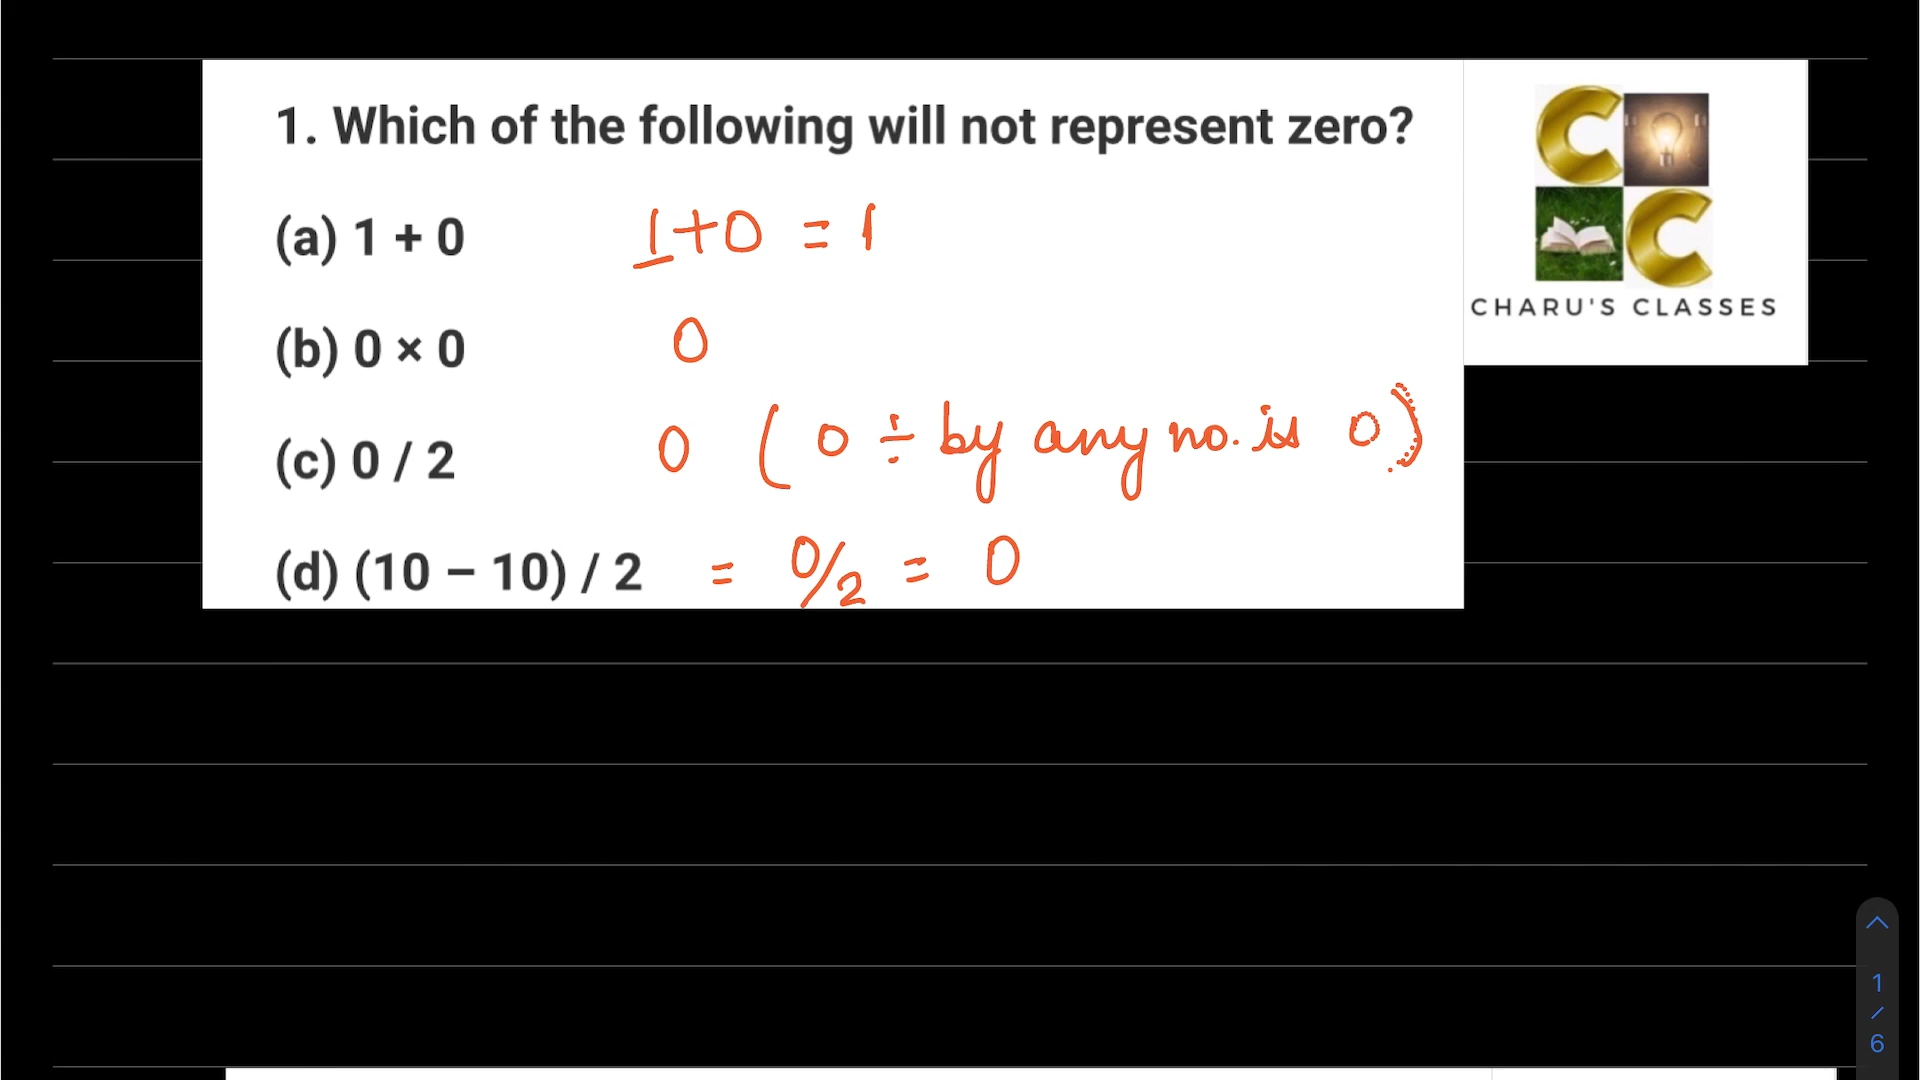 1. Which of the following will not represent zero?
(a) 1 + 0 1+0 = 1
(b) 0 × 0 0
(c) 0 / 2 0 (0 ÷ by any no. is 0)
(d) (10 – 10) / 2 = 0/2 = 0
CHARU'S CLASSES
1
/
6